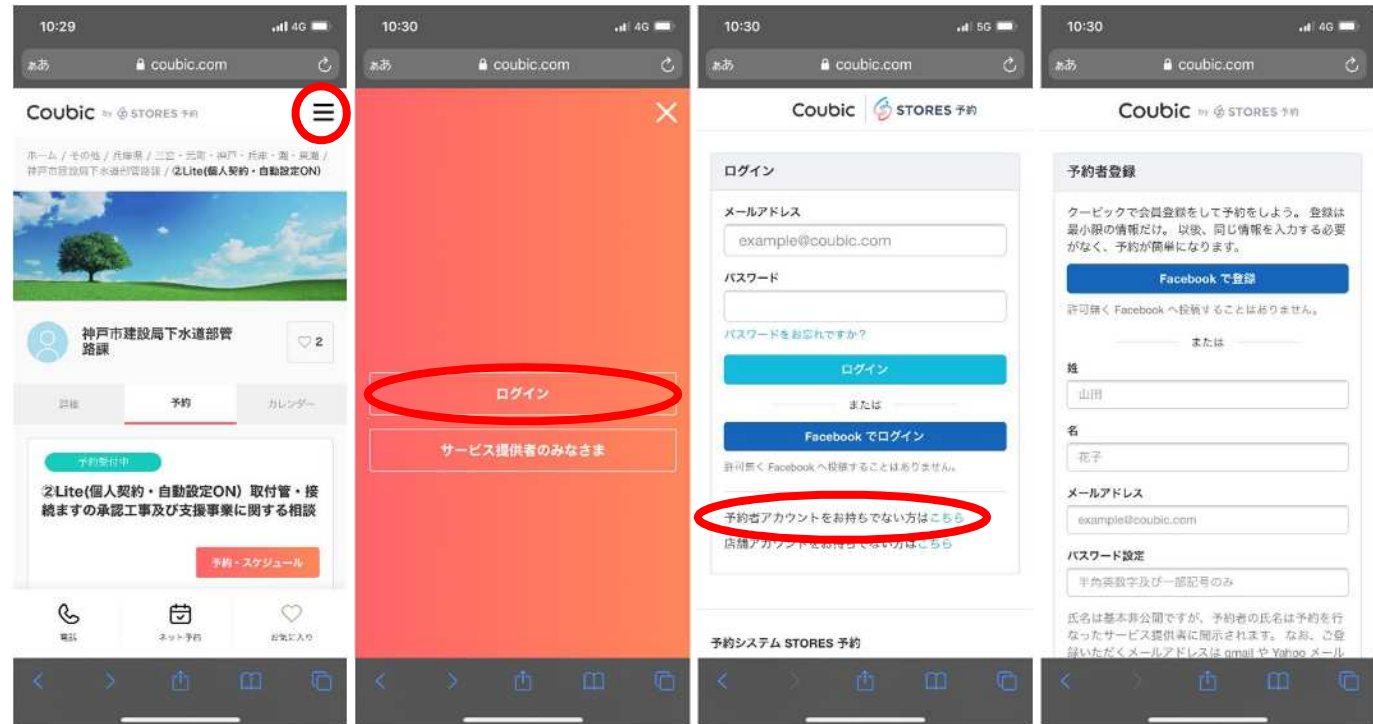 10:29
4G
ぁあ
coubic.com
Coubic by STORES 予約
ホーム / その他 / 兵庫県 / 三宮・元町・神戸・兵庫・灘・東灘 /
神戸市建設局下水道部管路課 / ②Lite(個人契約・自動設定ON)
神戸市建設局下水道部管
路課
2
詳細
予約
カレンダー
予約受付中
②Lite(個人契約・自動設定ON) 取付管・接
続ますの承認工事及び支援事業に関する相談
予約・スケジュール
電話
ネット予約
お気に入り
10:30
4G
ぁあ
coubic.com
ログイン
サービス提供者のみなさま
10:30
5G
ぁあ
coubic.com
Coubic STORES 予約
ログイン
メールアドレス
example@coubic.com
パスワード
パスワードをお忘れですか?
ログイン
または
Facebook でログイン
許可無く Facebook へ投稿することはありません。
予約者アカウントをお持ちでない方はこちら
店舗アカウントをお持ちでない方はこちら
予約システム STORES 予約
10:30
4G
ぁあ
coubic.com
Coubic by STORES 予約
予約者登録
クービックで会員登録をして予約をしよう。 登録は
最小限の情報だけ。 以後、同じ情報を入力する必要
がなく、予約が簡単になります。
Facebook で登録
許可無く Facebook へ投稿することはありません。
または
姓
山田
名
花子
メールアドレス
example@coubic.com
パスワード設定
半角英数字及び一部記号のみ
氏名は基本非公開ですが、予約者の氏名は予約を行
なったサービス提供者に開示されます。 なお、ご登
録いただくメールアドレスは gmail や Yahoo メール